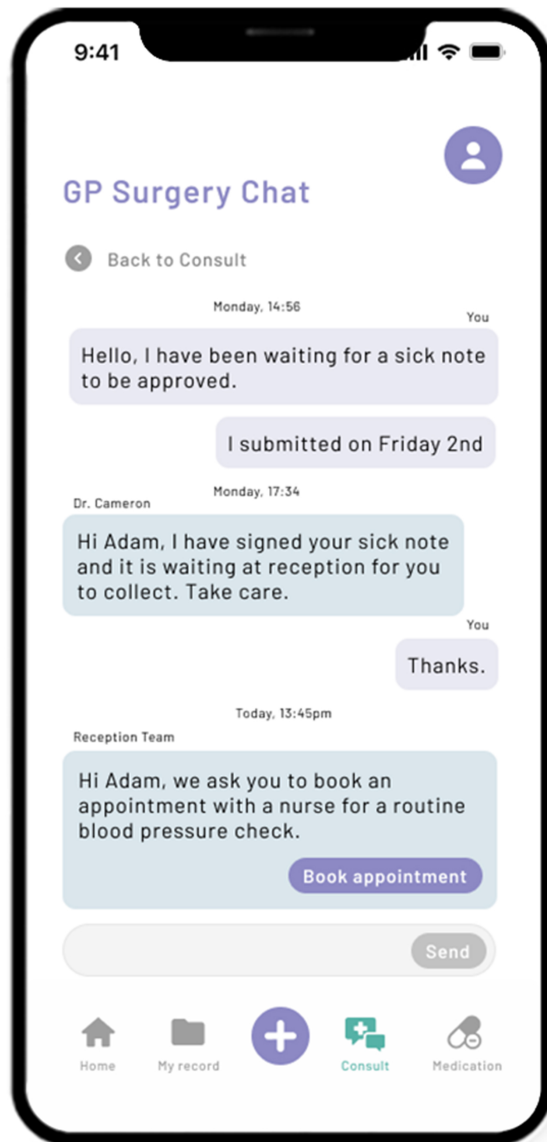 9:41
GP Surgery Chat
Back to Consult
Monday, 14:56
You
Hello, I have been waiting for a sick note
to be approved.
I submitted on Friday 2nd
Monday, 17:34
Dr. Cameron
Hi Adam, I have signed your sick note
and it is waiting at reception for you
to collect. Take care.
You
Thanks.
Today, 13:45pm
Reception Team
Hi Adam, we ask you to book an
appointment with a nurse for a routine
blood pressure check.
Book appointment
Send
Home My record Consult Medication